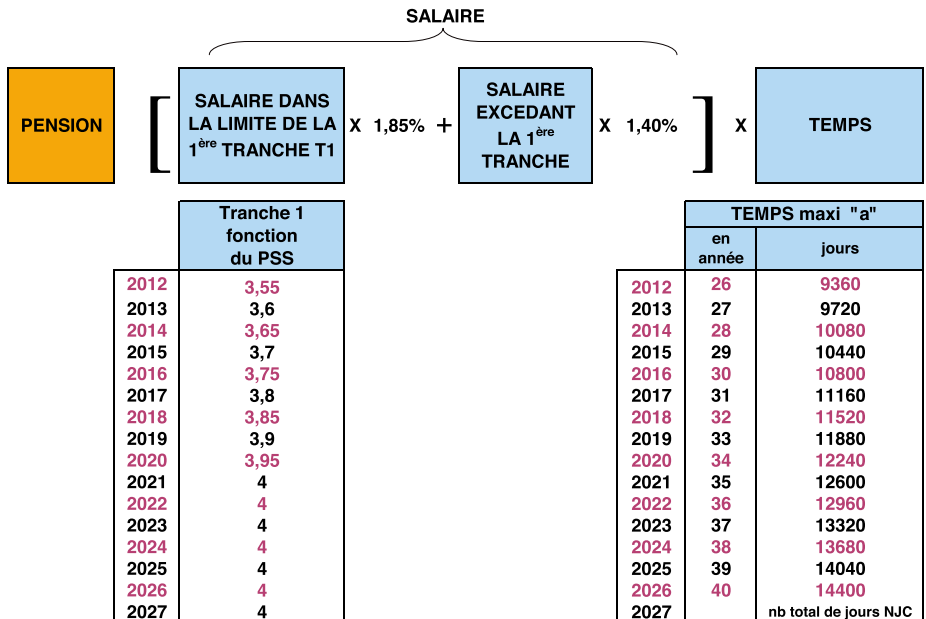 SALAIRE
PENSION [ SALAIRE DANS LA LIMITE DE LA 1ère TRANCHE T1 X 1,85% + SALAIRE EXCEDANT LA 1ère TRANCHE X 1,40% ] X TEMPS
Tranche 1
fonction
du PSS
2012 3,55
2013 3,6
2014 3,65
2015 3,7
2016 3,75
2017 3,8
2018 3,85
2019 3,9
2020 3,95
2021 4
2022 4
2023 4
2024 4
2025 4
2026 4
2027 4
TEMPS maxi "a"
en année jours
2012 26 9360
2013 27 9720
2014 28 10080
2015 29 10440
2016 30 10800
2017 31 11160
2018 32 11520
2019 33 11880
2020 34 12240
2021 35 12600
2022 36 12960
2023 37 13320
2024 38 13680
2025 39 14040
2026 40 14400
2027 nb total de jours NJC